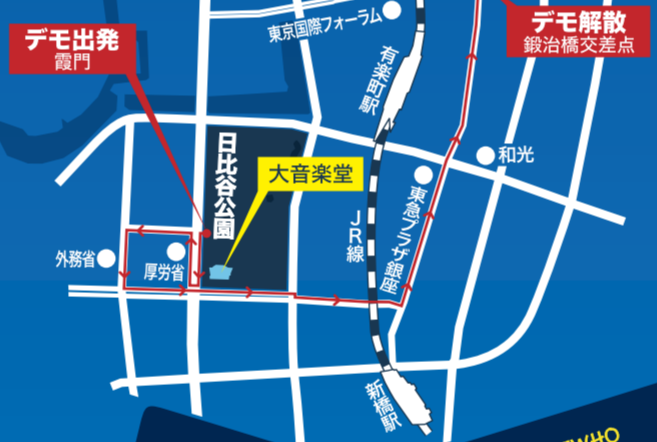 東京国際フォーラム
デモ出発
霞門
デモ解散
鍛治橋交差点
有楽町駅
和光
日比谷公園
大音楽堂
東急プラザ銀座
JR線
外務省
厚労省
新橋駅
WHO